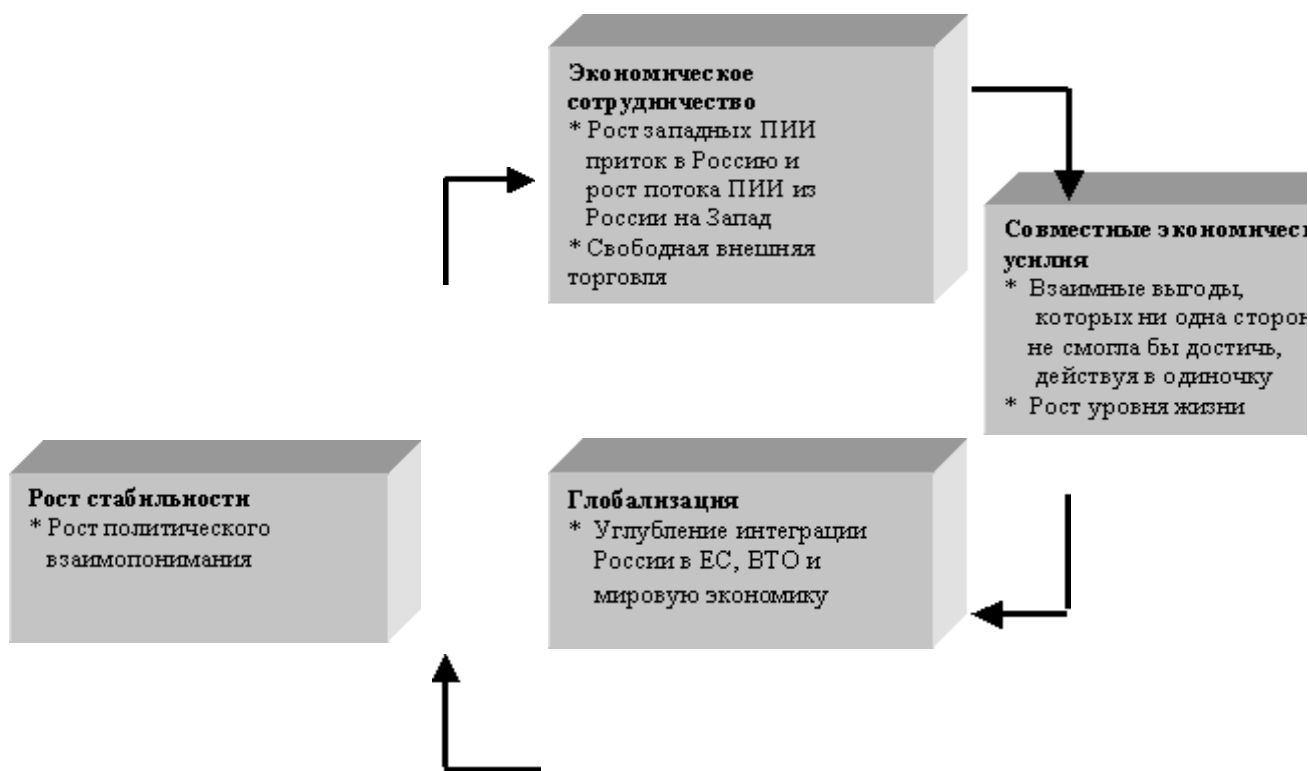 Экономическое
сотрудничество
* Рост западных ПИИ
приток в Россию и
рост потока ПИИ из
России на Запад
* Свободная внешняя
торговля
Совместные
усилия
* Взаимные выгоды,
которых ни одна
не смогла бы достичь,
действуя в одиночку
* Рост уровня жизни
Рост стабильности
* Рост политического
взаимопонимания
Глобализация
* Углубление интеграции
России в ЕС, ВТО и
мировую экономику